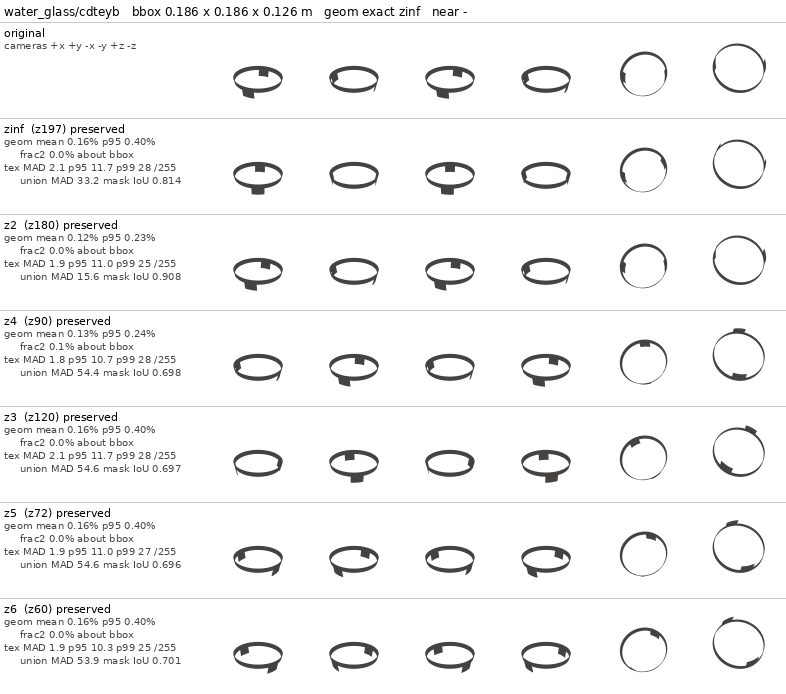 water_glass/cdteyb bbox 0.186 x 0.186 x 0.126 m geom exact zinf near -
original
cameras +x +y -x -y +z -z
zinf (z197) preserved
geom mean 0.16% p95 0.40%
frac2 0.0% about bbox
tex MAD 2.1 p95 11.7 p99 28 /255
union MAD 33.2 mask IoU 0.814
z2 (z180) preserved
geom mean 0.12% p95 0.23%
frac2 0.0% about bbox
tex MAD 1.9 p95 11.0 p99 25 /255
union MAD 15.6 mask IoU 0.908
z4 (z90) preserved
geom mean 0.13% p95 0.24%
frac2 0.1% about bbox
tex MAD 1.8 p95 10.7 p99 28 /255
union MAD 54.4 mask IoU 0.698
z3 (z120) preserved
geom mean 0.16% p95 0.40%
frac2 0.0% about bbox
tex MAD 2.1 p95 11.7 p99 28 /255
union MAD 54.6 mask IoU 0.697
z5 (z72) preserved
geom mean 0.16% p95 0.40%
frac2 0.0% about bbox
tex MAD 1.9 p95 11.0 p99 27 /255
union MAD 54.6 mask IoU 0.696
z6 (z60) preserved
geom mean 0.16% p95 0.40%
frac2 0.0% about bbox
tex MAD 1.9 p95 10.3 p99 25 /255
union MAD 53.9 mask IoU 0.701